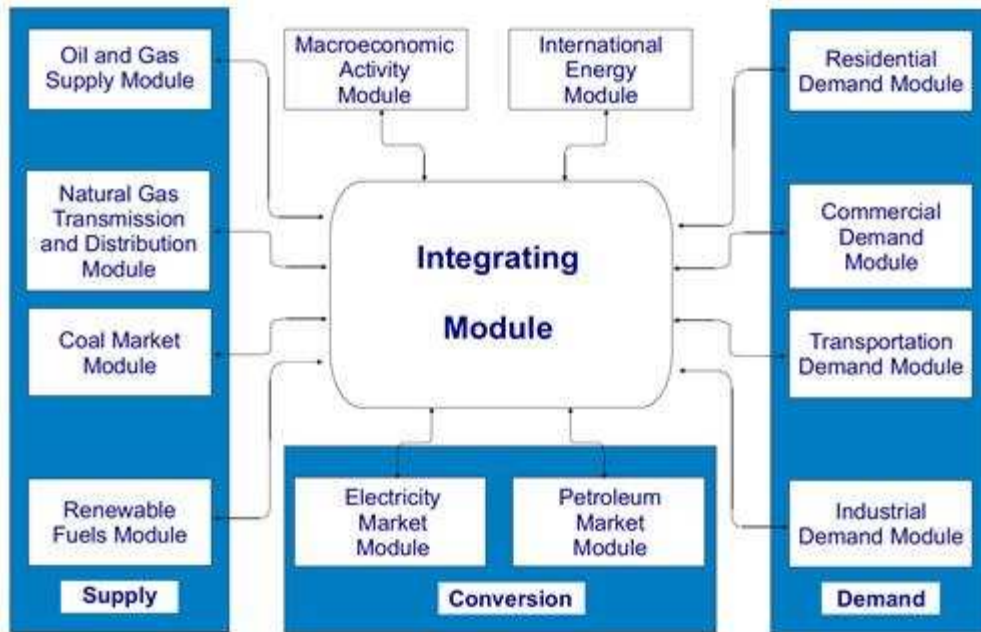 Oil and Gas
Supply Module
Natural Gas
Transmission
and Distribution
Module
Coal Market
Module
Renewable
Fuels Module
Supply
Macroeconomic
Activity
Module
International
Energy
Module
Integrating
Module
Electricity
Market
Module
Petroleum
Market
Module
Conversion
Residential
Demand Module
Commercial
Demand
Module
Transportation
Demand Module
Industrial
Demand Module
Demand